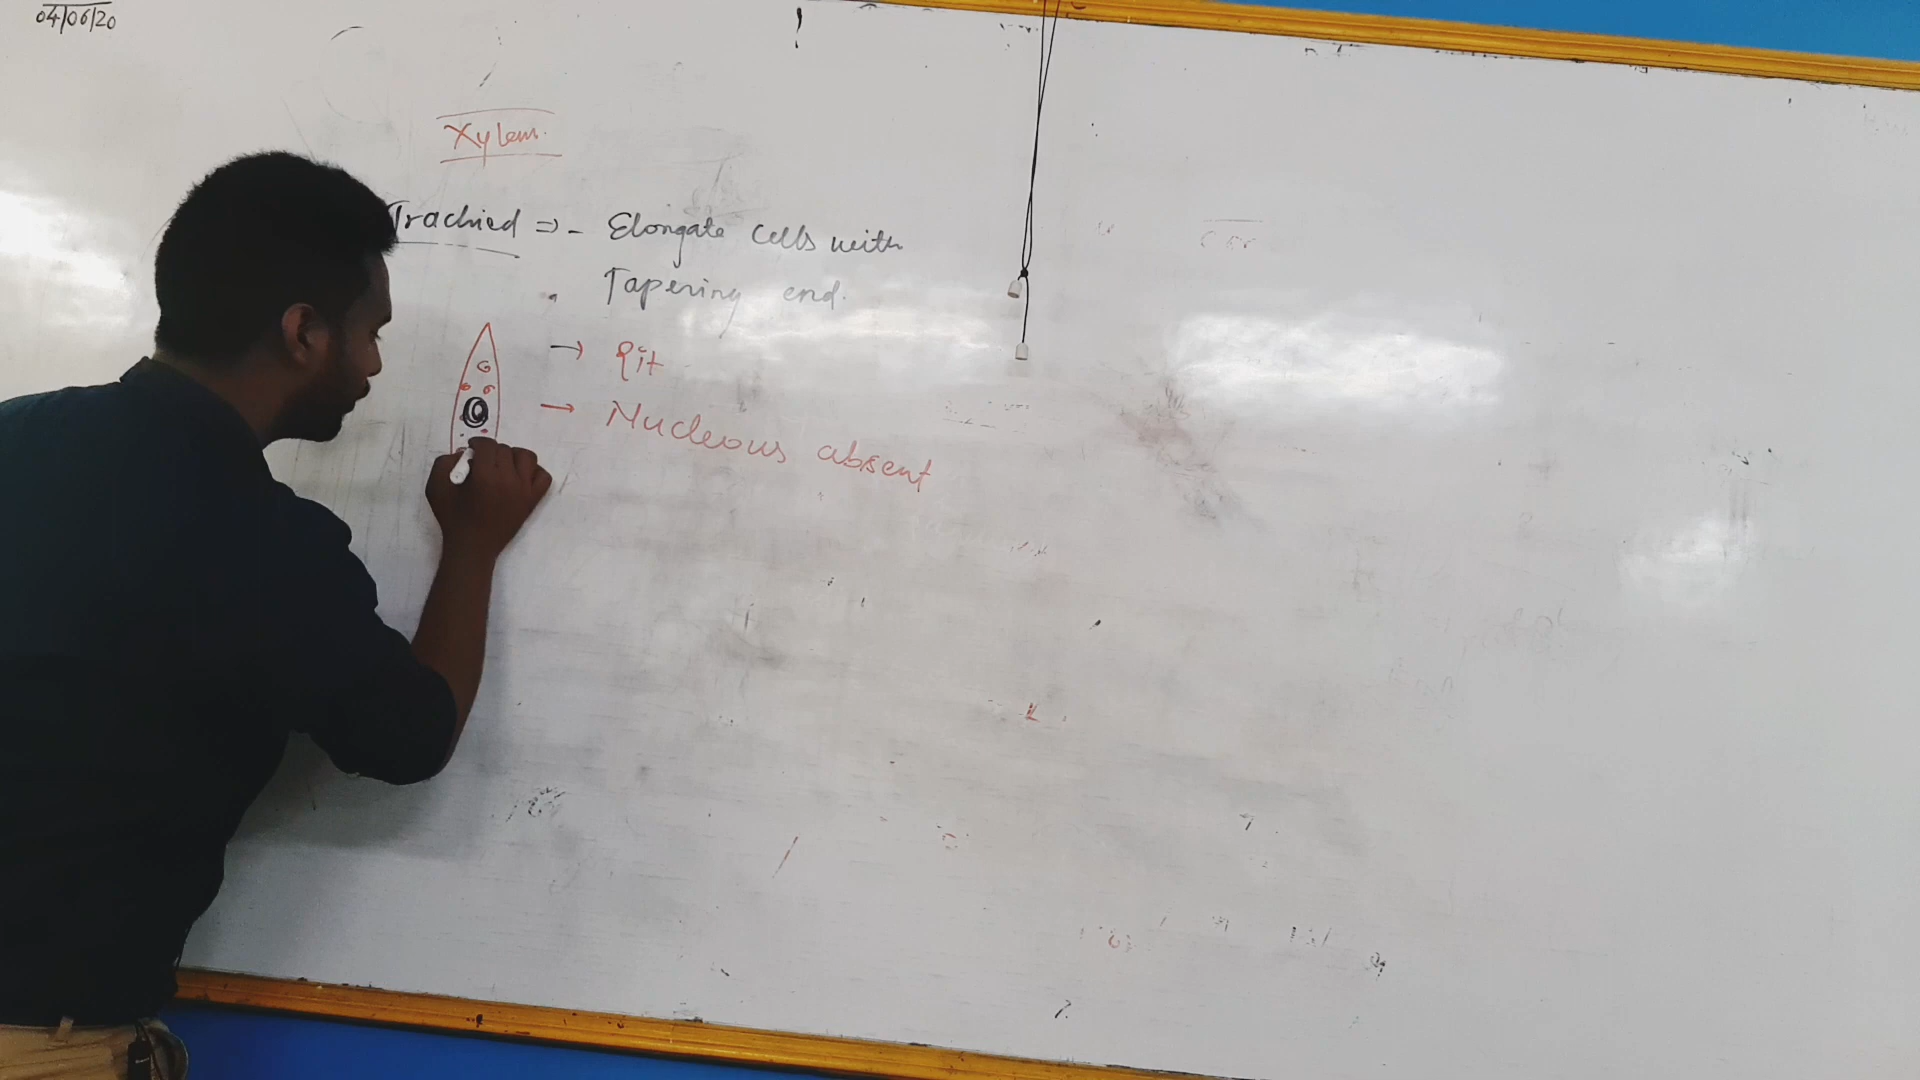 04/06/20
Xylem.
Trachied => - Elongate cells with
Tapering end.
→ Pit
→ Nucleous absent